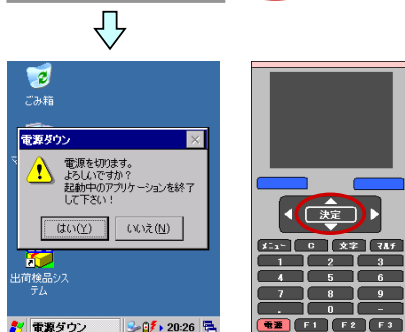 ごみ箱
電源ダウン
電源を切ります。
よろしいですか?
起動中のアプリケーションを終了
して下さい!
はい(Y)
いいえ(N)
出荷検品シス
テム
電源ダウン
20:26
決定
ﾒﾆｭｰ C 文字 ﾏﾙﾁ
1 2 3
4 5 6
7 8 9
. 0 -
電源 F1 F2 F3